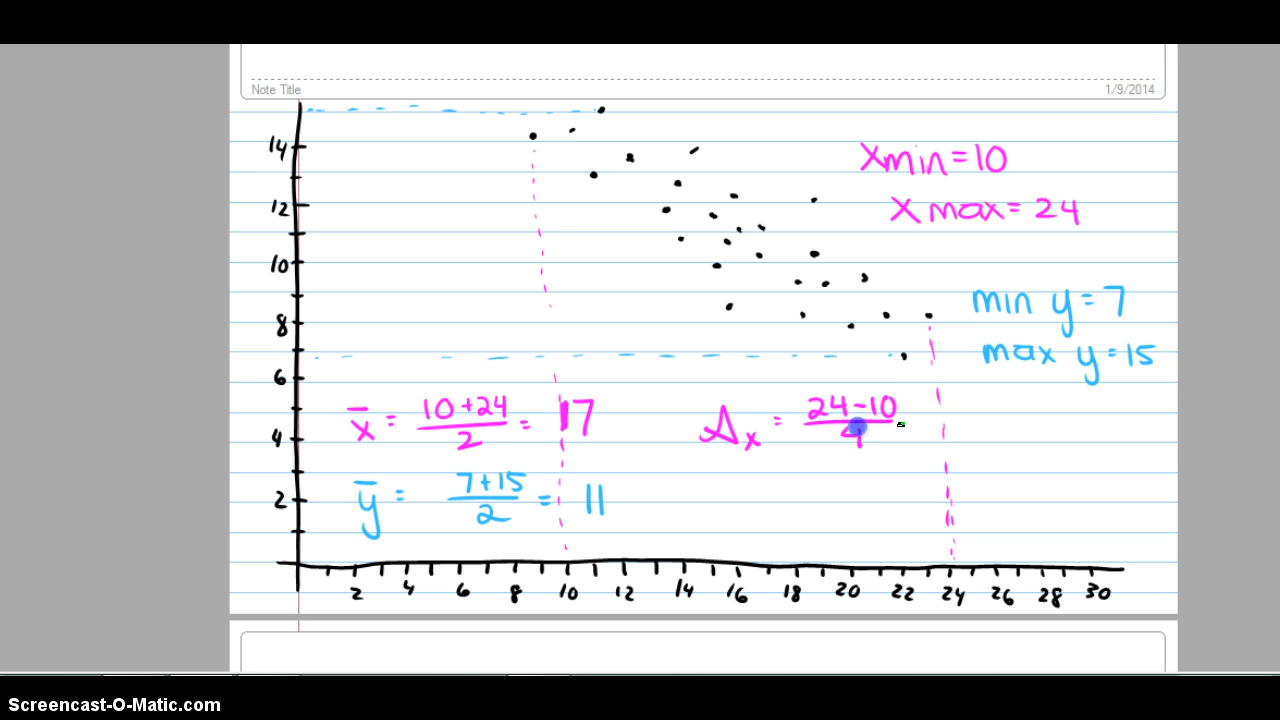 Note Title
1/9/2014
14
12
10
8
6
4
2
xmin=10
x max=24
min y=7
max y=15
x̄ = 10+24/2 = 17
Δx = 24-10/4 =
ȳ = 7+15/2 = 11
2 4 6 8 10 12 14 16 18 20 22 24 26 28 30
Screencast-O-Matic.com